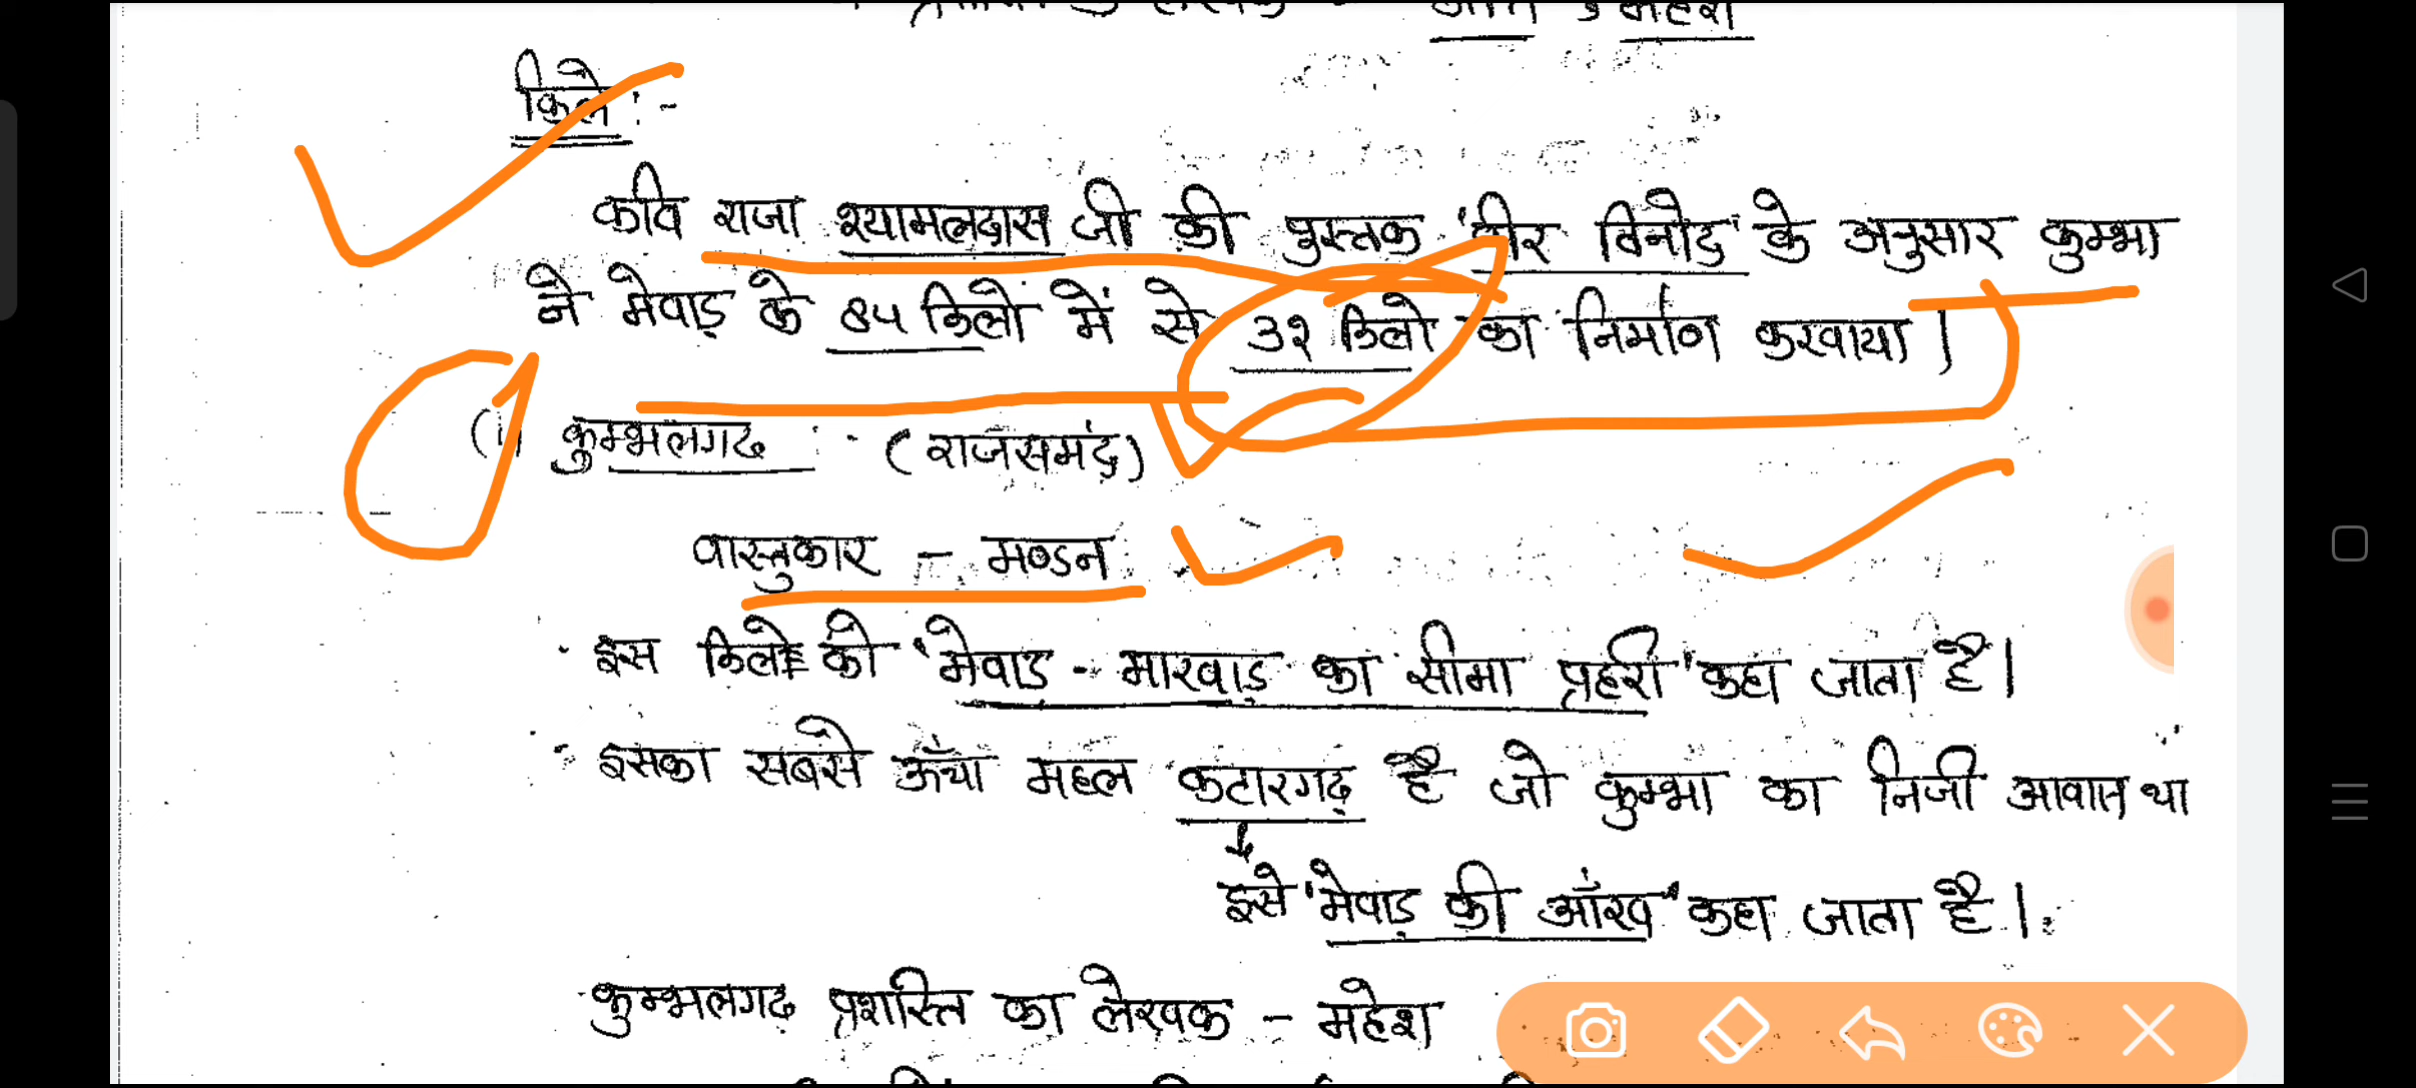 किले :-
कवि राजा श्यामलदास जी की पुस्तक 'वीर विनोद' के अनुसार कुम्भा
ने मेवाड़ के 84 किलों में से 32 किलो का निर्माण करवाया |
(1) कुम्भलगढ :- (राजसमंद)
वास्तुकार - मण्डन
· इस किले को 'मेवाड़ - मारवाड़ का सीमा प्रहरी' कहा जाता है |
· इसका सबसे ऊँचा महल कटारगढ़ है जो कुम्भा का निजी आवास था
↓
इसे 'मेवाड़ की आँख' कहा जाता है |
· कुम्भलगढ़ प्रशस्ति का लेखक - महेश